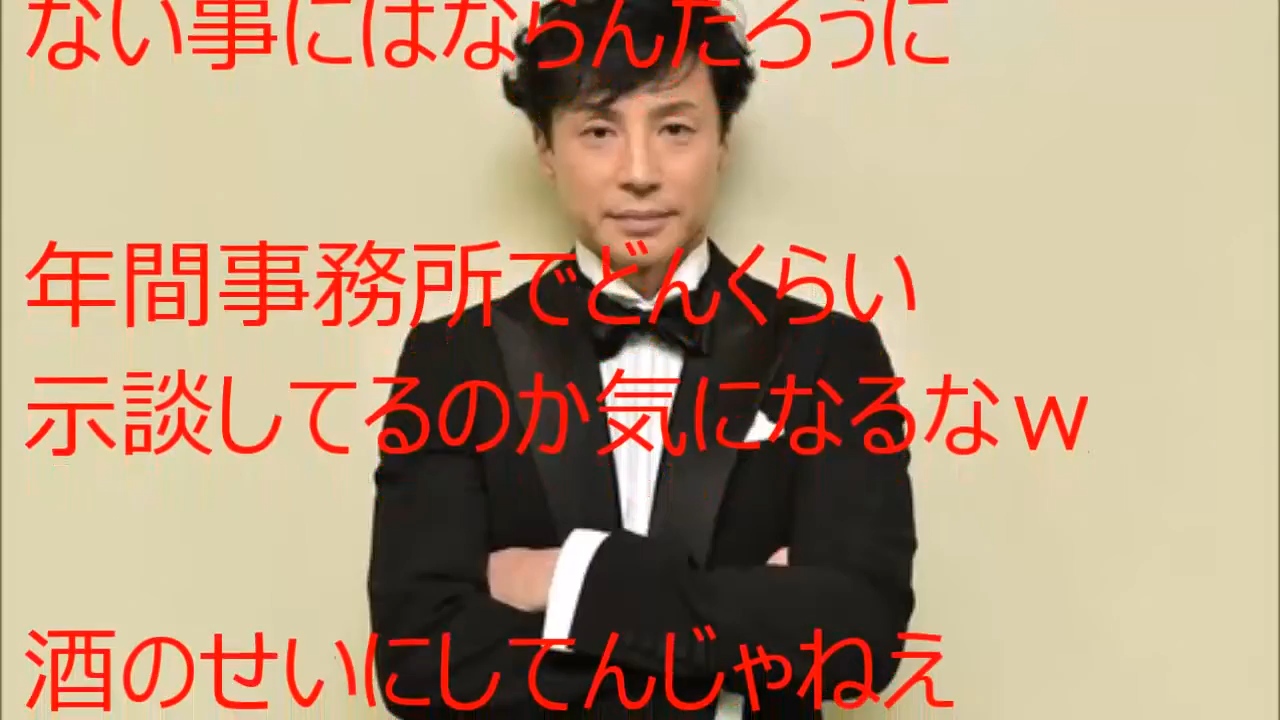 ない事にはならんだろうに
年間事務所でどんくらい
示談してるのか気になるなｗ
酒のせいにしてんじゃねえ